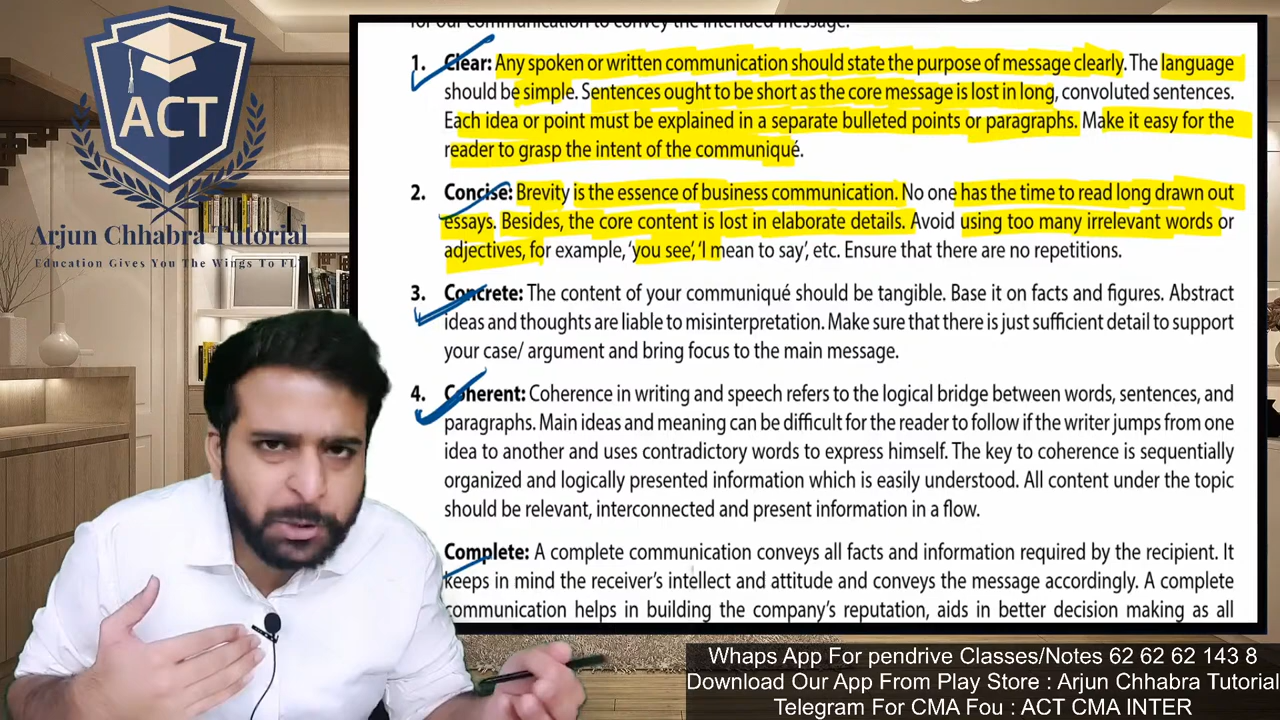 ACT
Arjun Chhabra Tutorial
Education Gives You The Wings To
for our communication to convey the intended message.
1. Clear: Any spoken or written communication should state the purpose of message clearly. The language
should be simple. Sentences ought to be short as the core message is lost in long, convoluted sentences.
Each idea or point must be explained in a separate bulleted points or paragraphs. Make it easy for the
reader to grasp the intent of the communiqué.
2. Concise: Brevity is the essence of business communication. No one has the time to read long drawn out
essays. Besides, the core content is lost in elaborate details. Avoid using too many irrelevant words or
adjectives, for example, ‘you see’, ‘I mean to say’, etc. Ensure that there are no repetitions.
3. Concrete: The content of your communiqué should be tangible. Base it on facts and figures. Abstract
ideas and thoughts are liable to misinterpretation. Make sure that there is just sufficient detail to support
your case/ argument and bring focus to the main message.
4. Coherent: Coherence in writing and speech refers to the logical bridge between words, sentences, and
paragraphs. Main ideas and meaning can be difficult for the reader to follow if the writer jumps from one
idea to another and uses contradictory words to express himself. The key to coherence is sequentially
organized and logically presented information which is easily understood. All content under the topic
should be relevant, interconnected and present information in a flow.
Complete: A complete communication conveys all facts and information required by the recipient. It
keeps in mind the receiver’s intellect and attitude and conveys the message accordingly. A complete
communication helps in building the company’s reputation, aids in better decision making as all
Whaps App For pendrive Classes/Notes 62 62 62 143 8
Download Our App From Play Store : Arjun Chhabra Tutorial
Telegram For CMA Fou : ACT CMA INTER